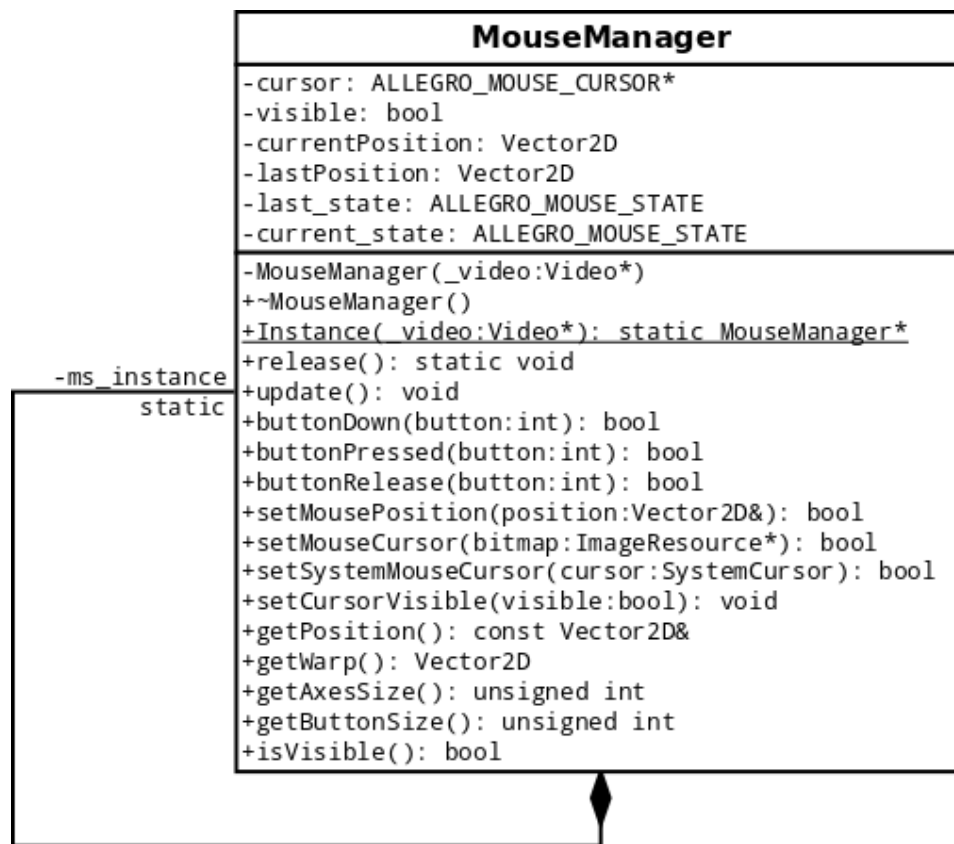 MouseManager
-cursor: ALLEGRO_MOUSE_CURSOR*
-visible: bool
-currentPosition: Vector2D
-lastPosition: Vector2D
-last_state: ALLEGRO_MOUSE_STATE
-current_state: ALLEGRO_MOUSE_STATE
-MouseManager(_video:Video*)
+~MouseManager()
+Instance(_video:Video*): static MouseManager*
+release(): static void
-ms_instance
static
+update(): void
+buttonDown(button:int): bool
+buttonPressed(button:int): bool
+buttonRelease(button:int): bool
+setMousePosition(position:Vector2D&): bool
+setMouseCursor(bitmap:ImageResource*): bool
+setSystemMouseCursor(cursor:SystemCursor): bool
+setCursorVisible(visible:bool): void
+getPosition(): const Vector2D&
+getWarp(): Vector2D
+getAxesSize(): unsigned int
+getButtonSize(): unsigned int
+isVisible(): bool